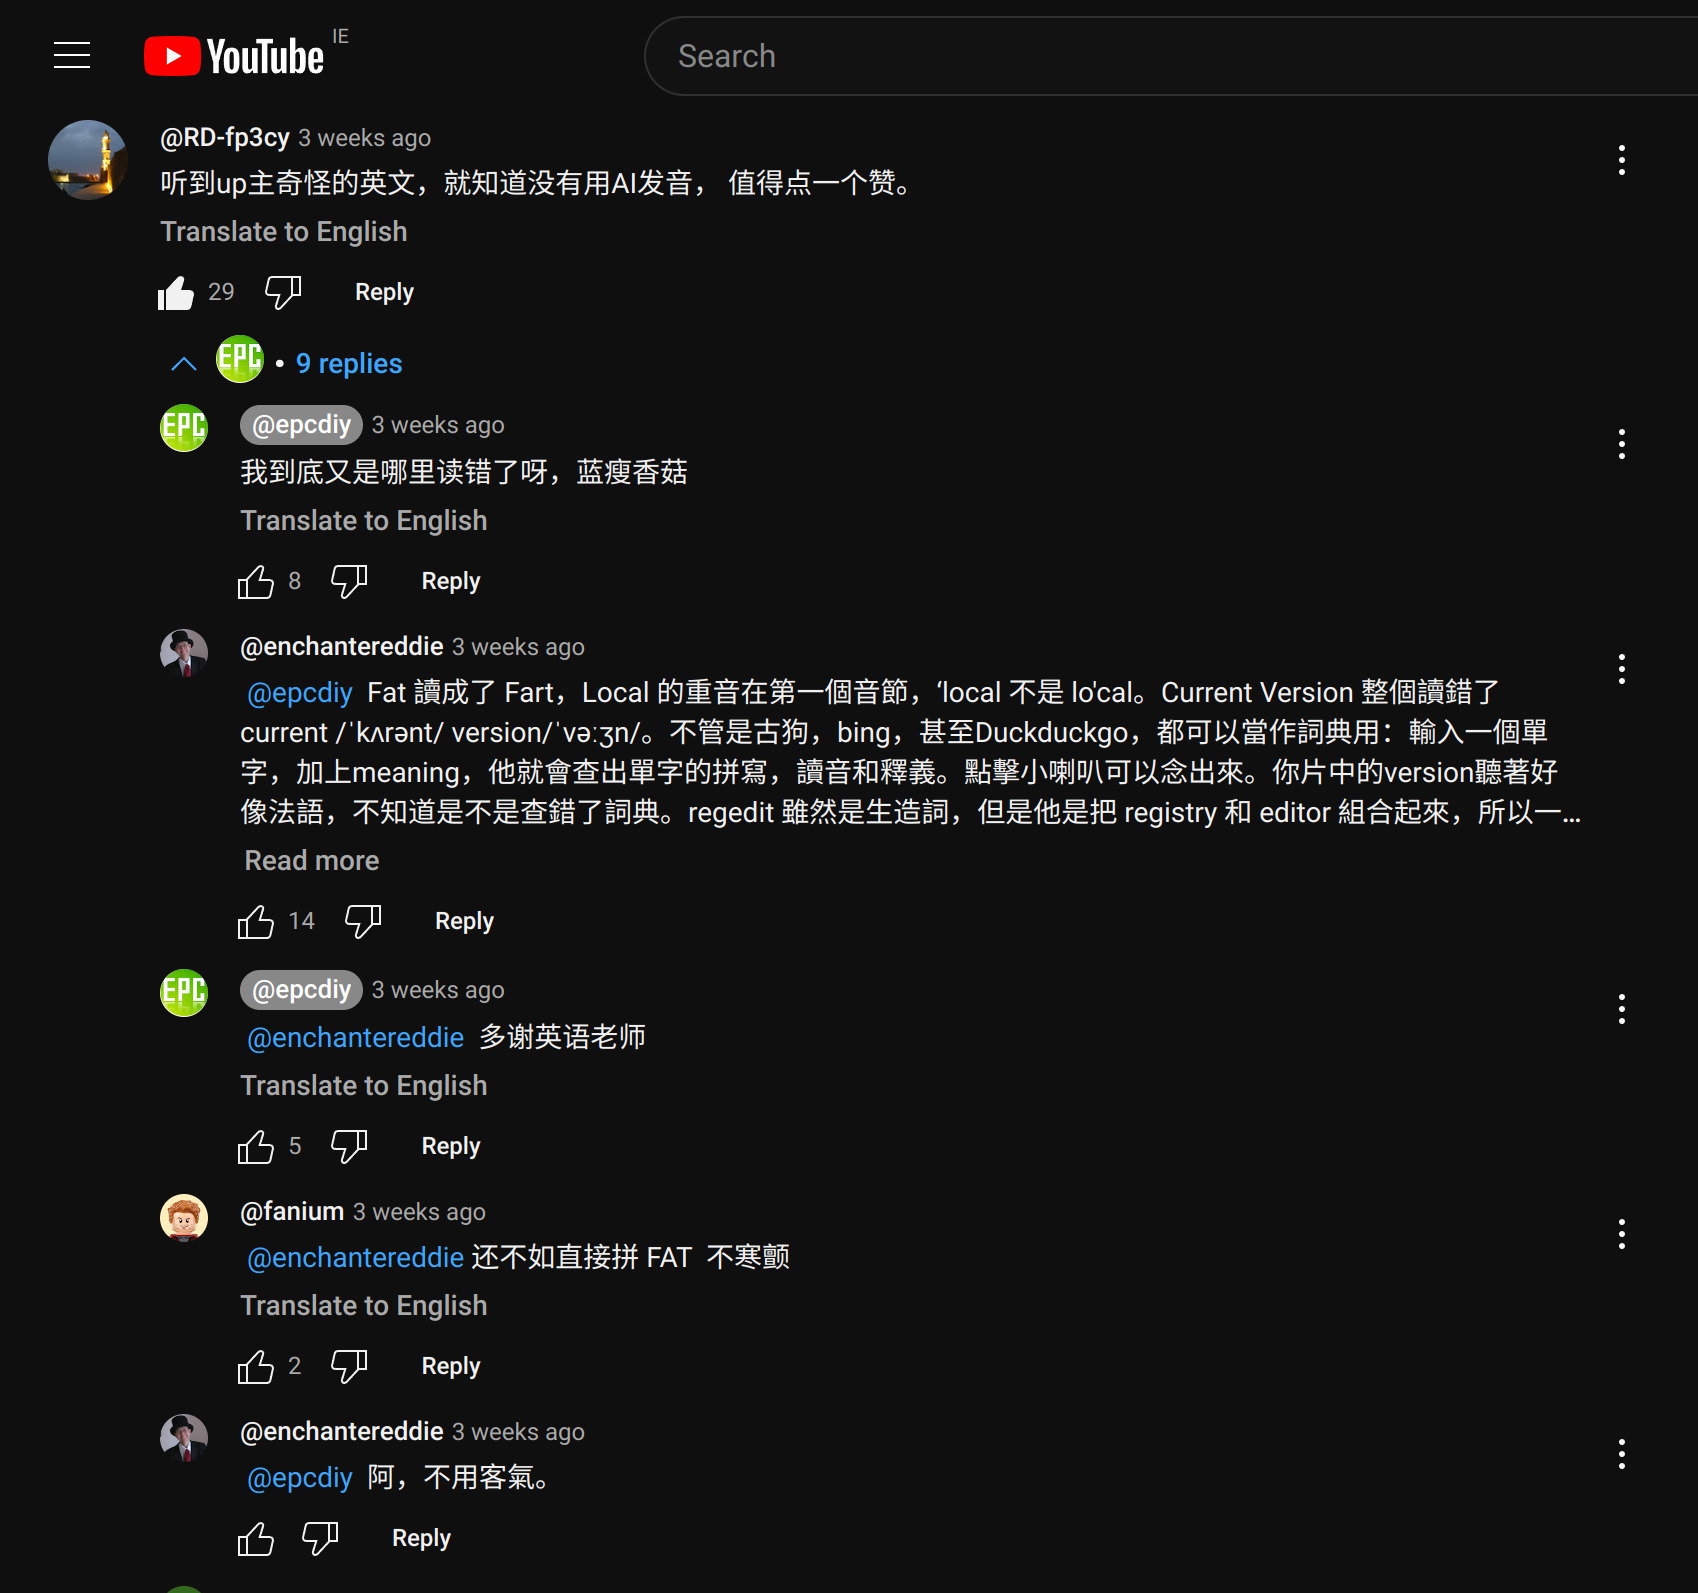 YouTube IE
Search
@RD-fp3cy 3 weeks ago
听到up主奇怪的英文，就知道没有用AI发音， 值得点一个赞。
Translate to English
29 Reply
EPC • 9 replies
EPC @epcdiy 3 weeks ago
我到底又是哪里读错了呀，蓝瘦香菇
Translate to English
8 Reply
@enchantereddie 3 weeks ago
@epcdiy Fat 讀成了 Fart，Local 的重音在第一個音節，‘local 不是 lo'cal。Current Version 整個讀錯了
current /ˈkʌrənt/ version/ˈvəːʒn/。不管是古狗，bing，甚至Duckduckgo，都可以當作詞典用：輸入一個單
字，加上meaning，他就會查出單字的拼寫，讀音和釋義。點擊小喇叭可以念出來。你片中的version聽著好
像法語，不知道是不是查錯了詞典。regedit 雖然是生造詞，但是他是把 registry 和 editor 組合起來，所以一...
Read more
14 Reply
EPC @epcdiy 3 weeks ago
@enchantereddie 多谢英语老师
Translate to English
5 Reply
@fanium 3 weeks ago
@enchantereddie 还不如直接拼 FAT 不寒颤
Translate to English
2 Reply
@enchantereddie 3 weeks ago
@epcdiy 阿，不用客氣。
Reply